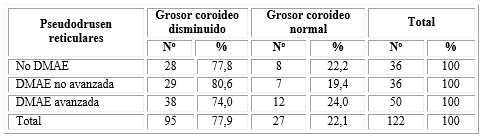 Pseudodrusen reticulares | Grosor coroideo disminuido | Grosor coroideo normal | Total
Nº | % | Nº | % | Nº | %
No DMAE | 28 | 77,8 | 8 | 22,2 | 36 | 100
DMAE no avanzada | 29 | 80,6 | 7 | 19,4 | 36 | 100
DMAE avanzada | 38 | 74,0 | 12 | 24,0 | 50 | 100
Total | 95 | 77,9 | 27 | 22,1 | 122 | 100